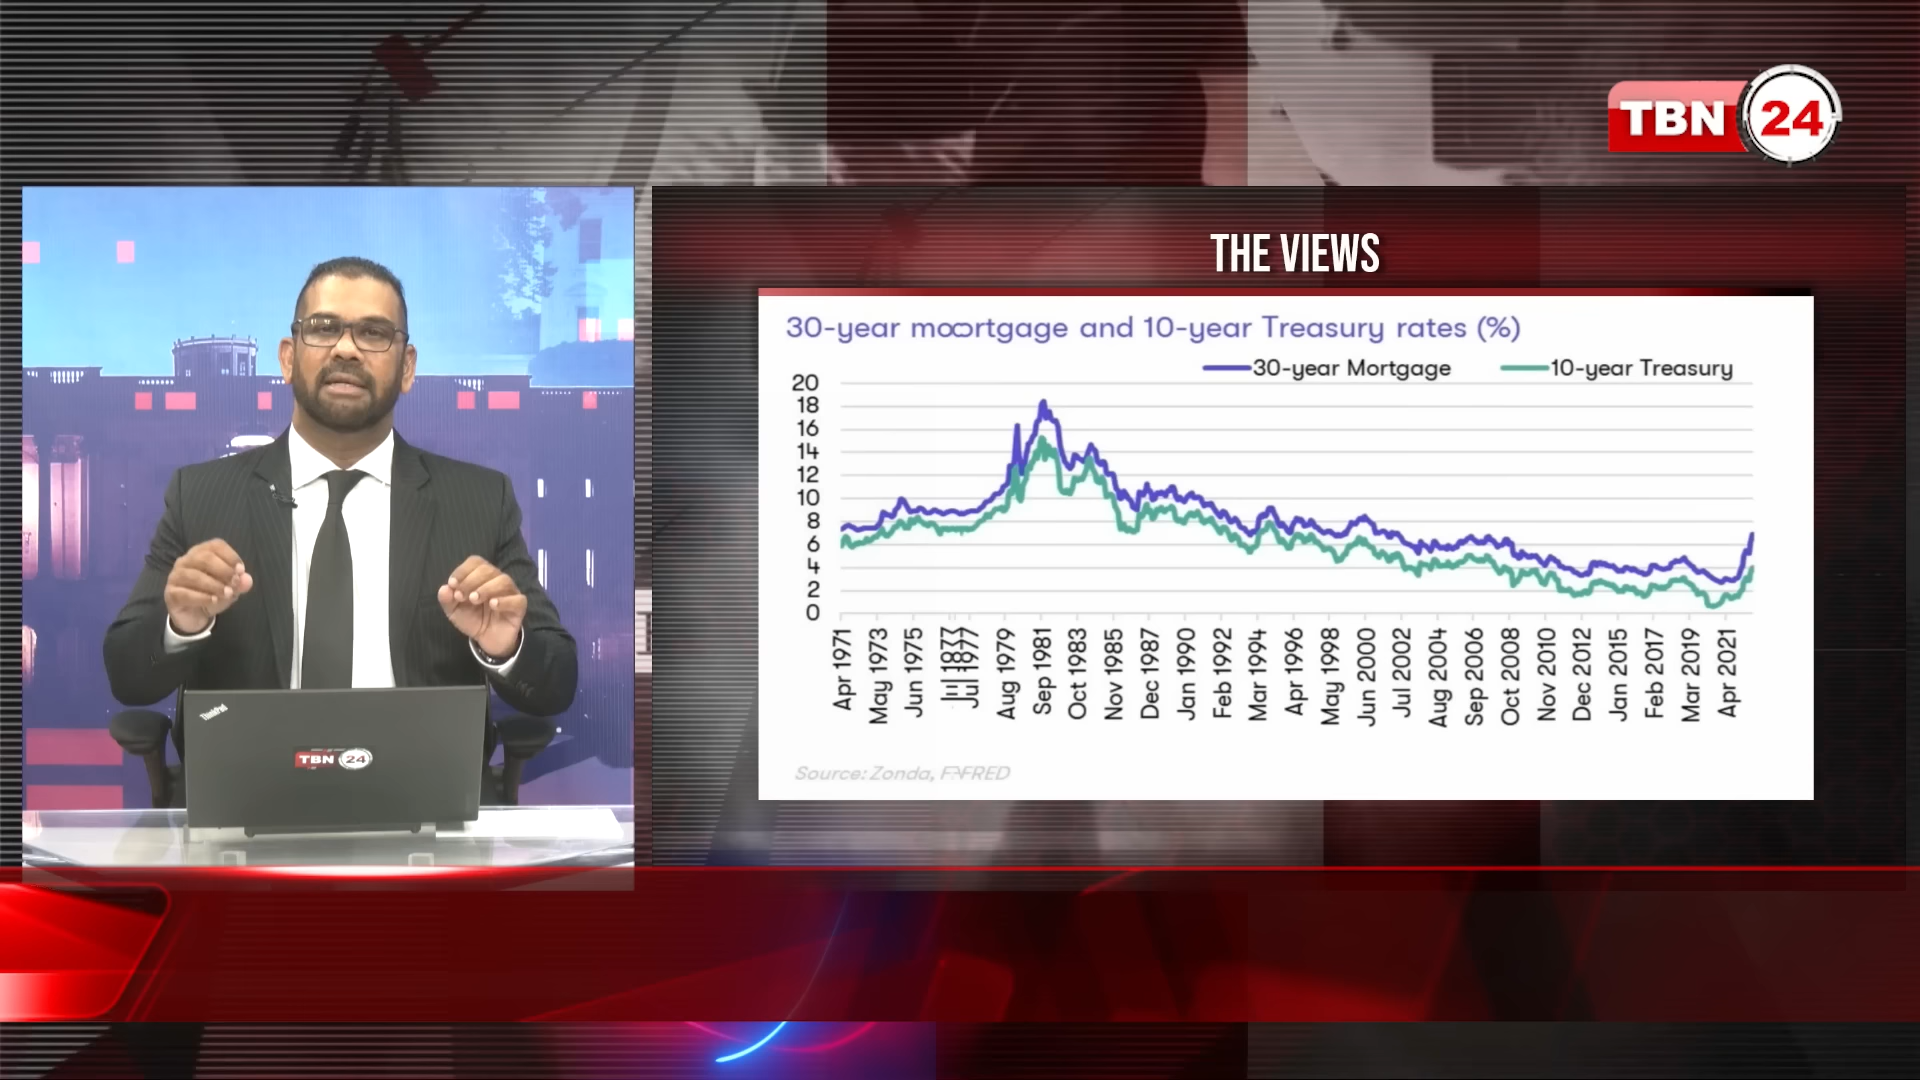 TBN 24
THE VIEWS
30-year moortgage and 10-year Treasury rates (%)
30-year Mortgage 10-year Treasury
20
18
16
14
12
10
8
6
4
2
0
Apr 1971
May 1973
Jun 1975
Jul 1977
Aug 1979
Sep 1981
Oct 1983
Nov 1985
Dec 1987
Jan 1990
Feb 1992
Mar 1994
Apr 1996
May 1998
Jun 2000
Jul 2002
Aug 2004
Sep 2006
Oct 2008
Nov 2010
Dec 2012
Jan 2015
Feb 2017
Mar 2019
Apr 2021
Source: Zonda,
ThinkPad
TBN 24